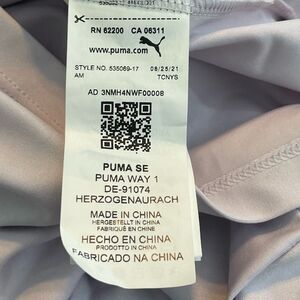 RN 62200 CA 06311
www.puma.com
STYLE NO. 535069-17 08/25/21
AM TCNYS
AD 3NMH4NWF00008
PUMA SE
PUMA WAY 1
DE-91074
HERZOGENAURACH
MADE IN CHINA
HERGESTELLT IN CHINA
FABRIQUÉ EN CHINE
HECHO EN CHINA
PRODOTTO IN CHINA
FABRICADO NA CHINA